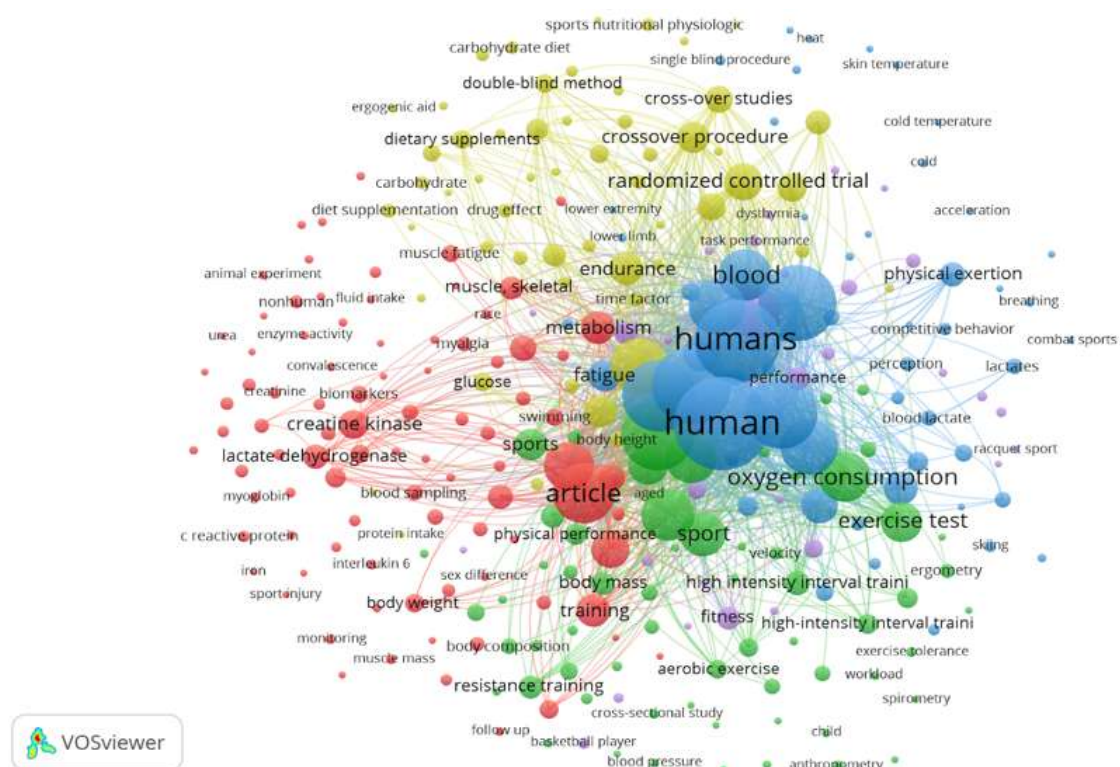 sports nutritional physiologic
heat
carbohydrate diet
single blind procedure
skin temperature
double-blind method
cross-over studies
ergogenic aid
cold temperature
dietary supplements
crossover procedure
cold
carbohydrate
randomized controlled trial
diet supplementation
drug effect
lower extremity
dysthymia
acceleration
lower limb
task performance
muscle fatigue
animal experiment
endurance
blood
physical exertion
muscle, skeletal
nonhuman
fluid intake
time factor
breathing
race
metabolism
humans
competitive behavior
urea
enzyme activity
myalgia
combat sports
convalescence
fatigue
performance
perception
lactates
creatinine
biomarkers
glucose
swimming
human
blood lactate
creatine kinase
sports
body height
racquet sport
lactate dehydrogenase
oxygen consumption
myoglobin
blood sampling
article
aged
exercise test
c reactive protein
protein intake
physical performance
sport
skiing
interleukin 6
velocity
iron
sex difference
body mass
high intensity interval traini
ergometry
sport injury
body weight
training
fitness
high-intensity interval traini
monitoring
body composition
exercise tolerance
muscle mass
aerobic exercise
workload
resistance training
spirometry
cross-sectional study
follow up
child
basketball player
blood pressure
anthropometry
VOSviewer